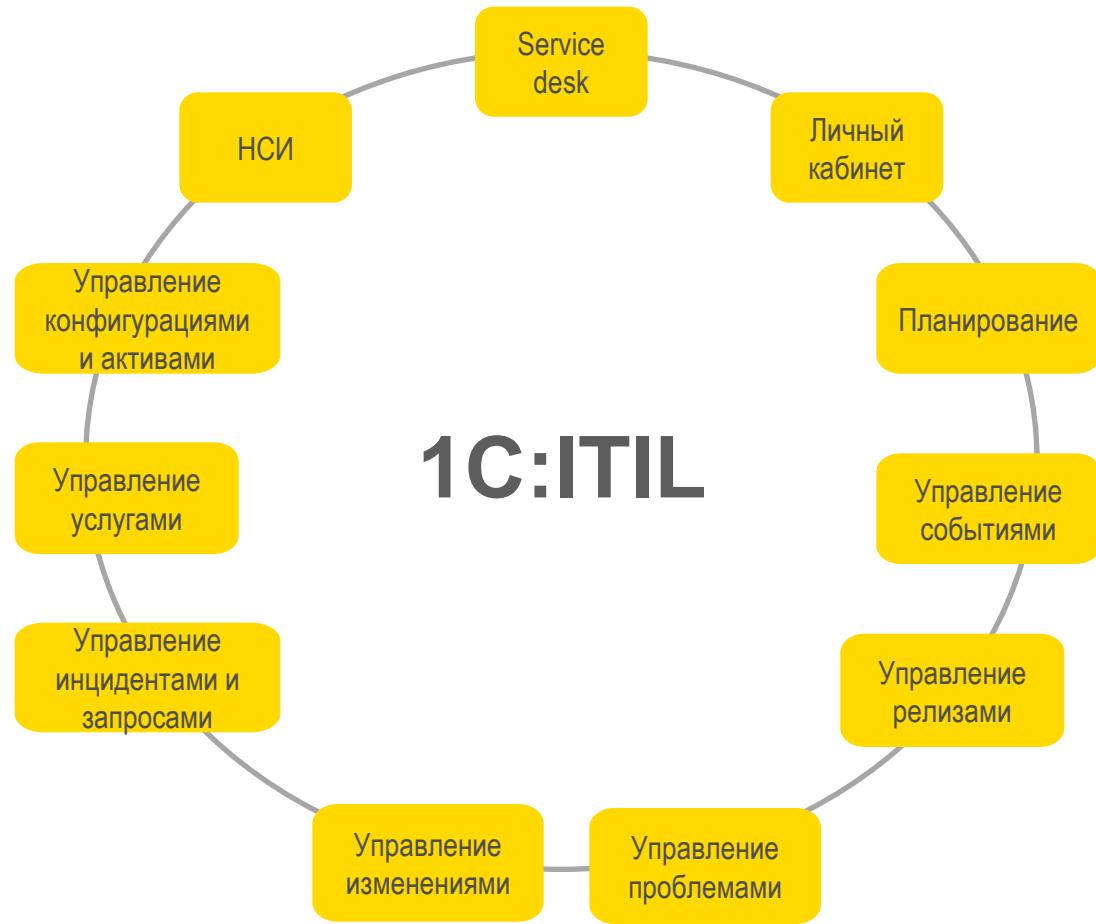 Service
desk
НСИ
Личный
кабинет
Управление
конфигурациями
и активами
Планирование
1С:ITIL
Управление
услугами
Управление
событиями
Управление
инцидентами и
запросами
Управление
релизами
Управление
изменениями
Управление
проблемами